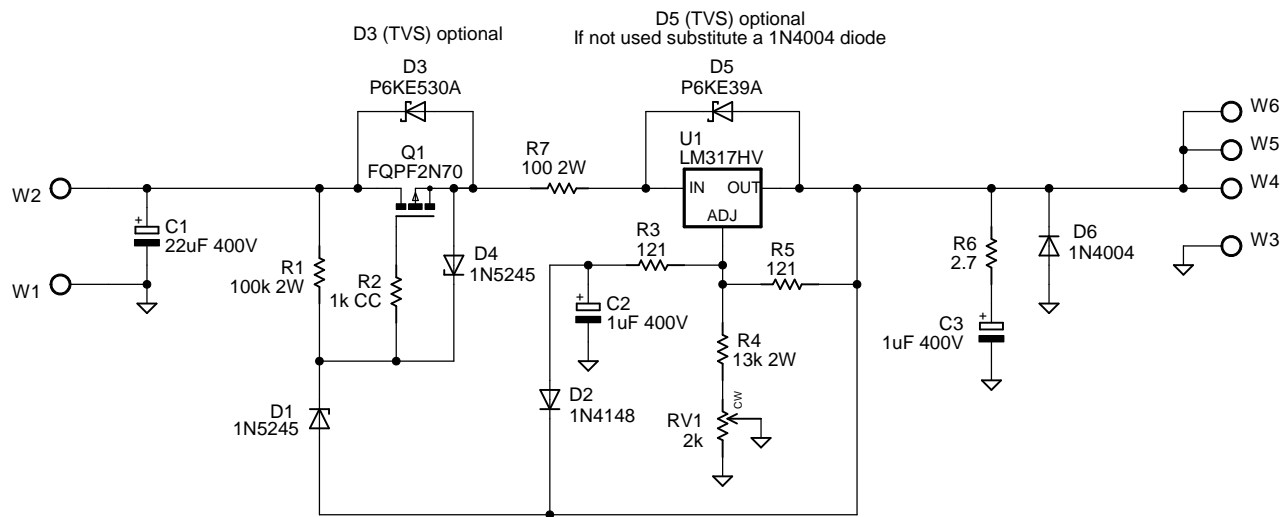 D5 (TVS) optional
If not used substitute a 1N4004 diode
D3 (TVS) optional
D3
P6KE530A
D5
P6KE39A
Q1
FQPF2N70
R7
100 2W
U1
LM317HV
IN OUT
ADJ
W6
W5
W4
W3
W2
W1
+
C1
22uF 400V
R1
100k 2W
R2
1k CC
D4
1N5245
R3
121
R5
121
+
C2
1uF 400V
R4
13k 2W
R6
2.7
D6
1N4004
+
C3
1uF 400V
D1
1N5245
D2
1N4148
CW
RV1
2k